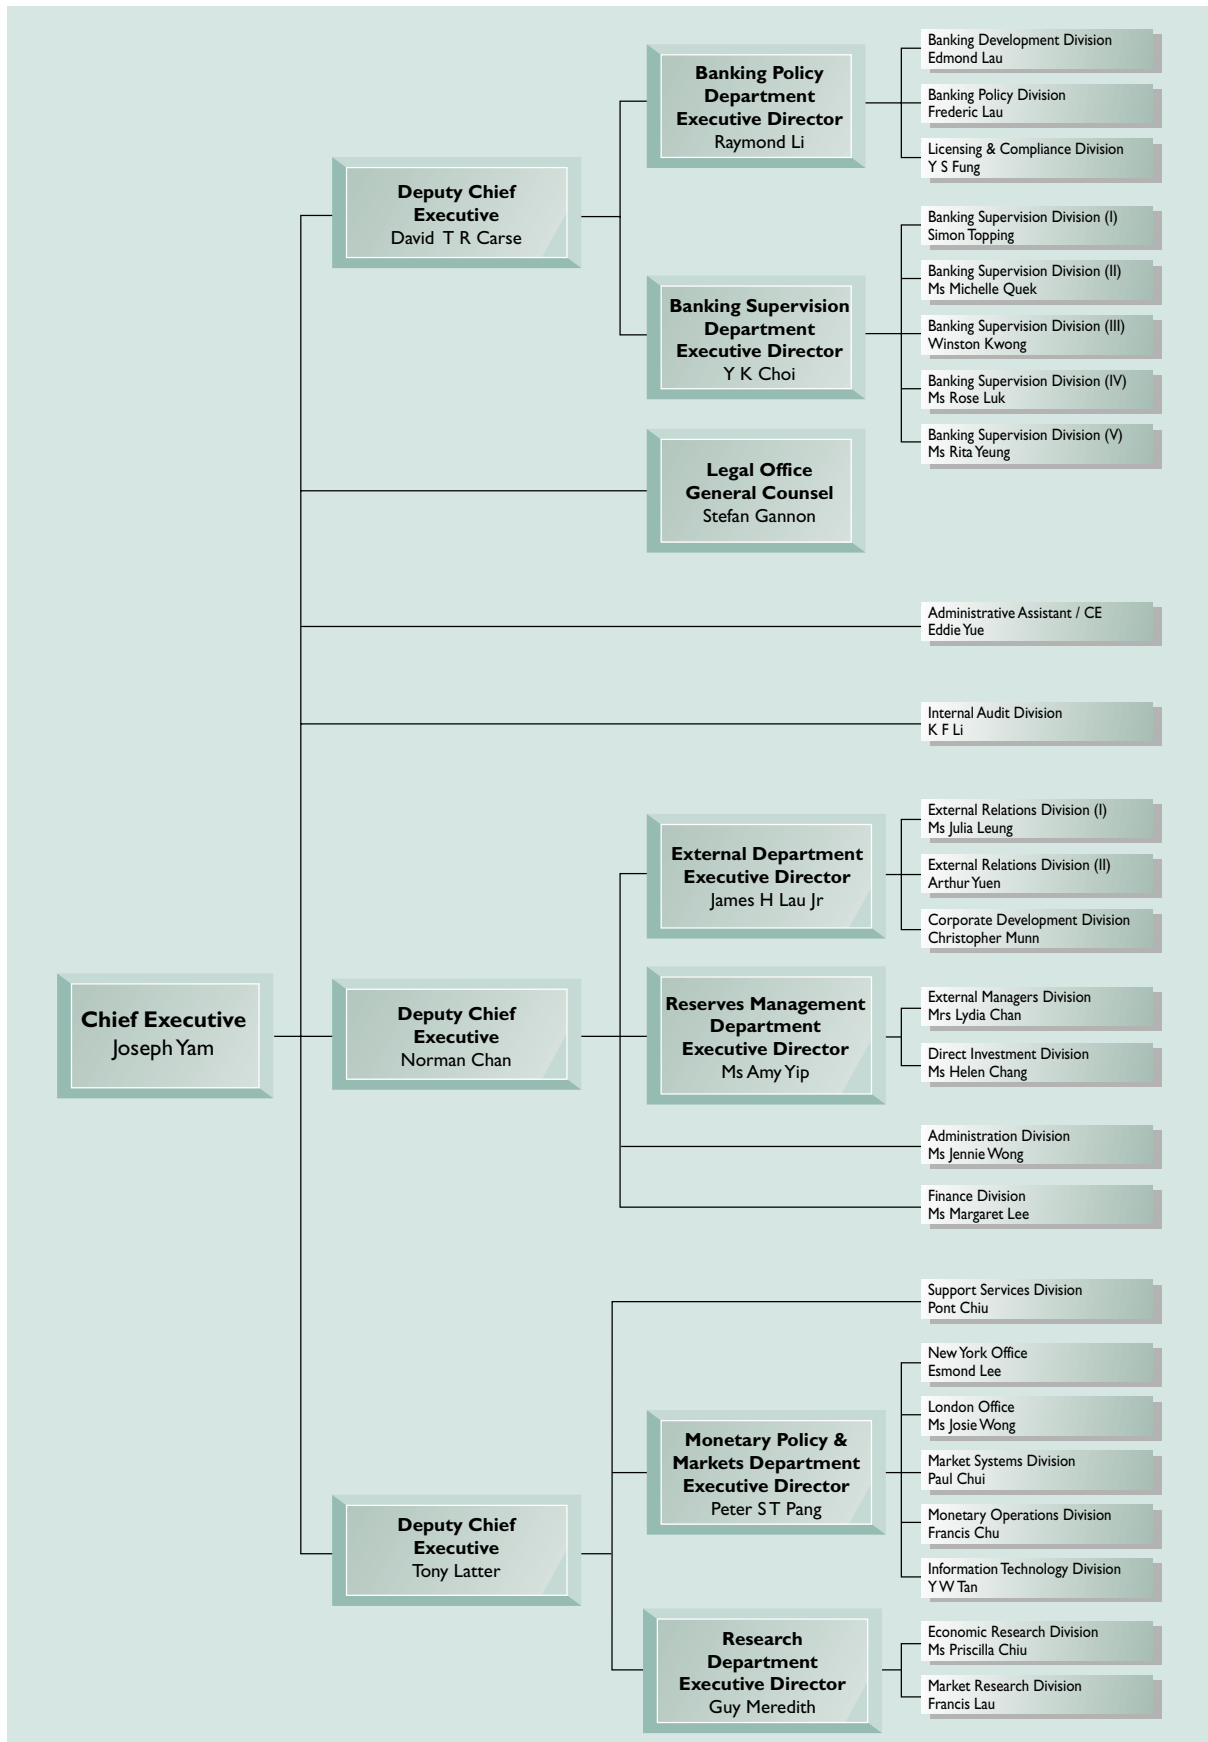 Banking Development Division
Edmond Lau
Banking Policy
Department
Executive Director
Raymond Li
Banking Policy Division
Frederic Lau
Licensing & Compliance Division
Y S Fung
Deputy Chief
Executive
David T R Carse
Banking Supervision Division (I)
Simon Topping
Banking Supervision Division (II)
Ms Michelle Quek
Banking Supervision
Department
Executive Director
Y K Choi
Banking Supervision Division (III)
Winston Kwong
Banking Supervision Division (IV)
Ms Rose Luk
Banking Supervision Division (V)
Ms Rita Yeung
Legal Office
General Counsel
Stefan Gannon
Administrative Assistant / CE
Eddie Yue
Internal Audit Division
K F Li
External Relations Division (I)
Ms Julia Leung
External Department
Executive Director
James H Lau Jr
External Relations Division (II)
Arthur Yuen
Corporate Development Division
Christopher Munn
Chief Executive
Joseph Yam
Deputy Chief
Executive
Norman Chan
Reserves Management
Department
Executive Director
Ms Amy Yip
External Managers Division
Mrs Lydia Chan
Direct Investment Division
Ms Helen Chang
Administration Division
Ms Jennie Wong
Finance Division
Ms Margaret Lee
Support Services Division
Pont Chiu
New York Office
Esmond Lee
London Office
Ms Josie Wong
Monetary Policy &
Markets Department
Executive Director
Peter S T Pang
Market Systems Division
Paul Chui
Monetary Operations Division
Francis Chu
Information Technology Division
Y W Tan
Deputy Chief
Executive
Tony Latter
Research
Department
Executive Director
Guy Meredith
Economic Research Division
Ms Priscilla Chiu
Market Research Division
Francis Lau